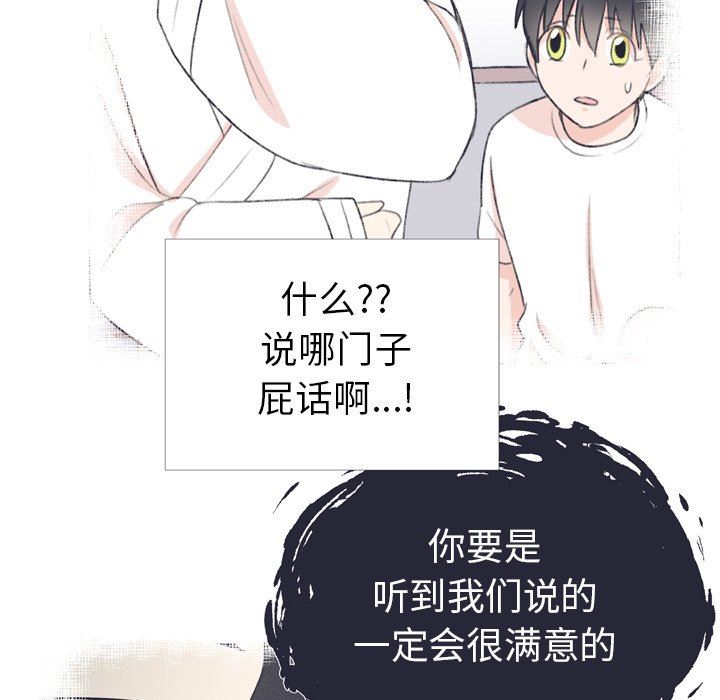 什么??
说哪门子
屁话啊...!
你要是
听到我们说的
一定会很满意的